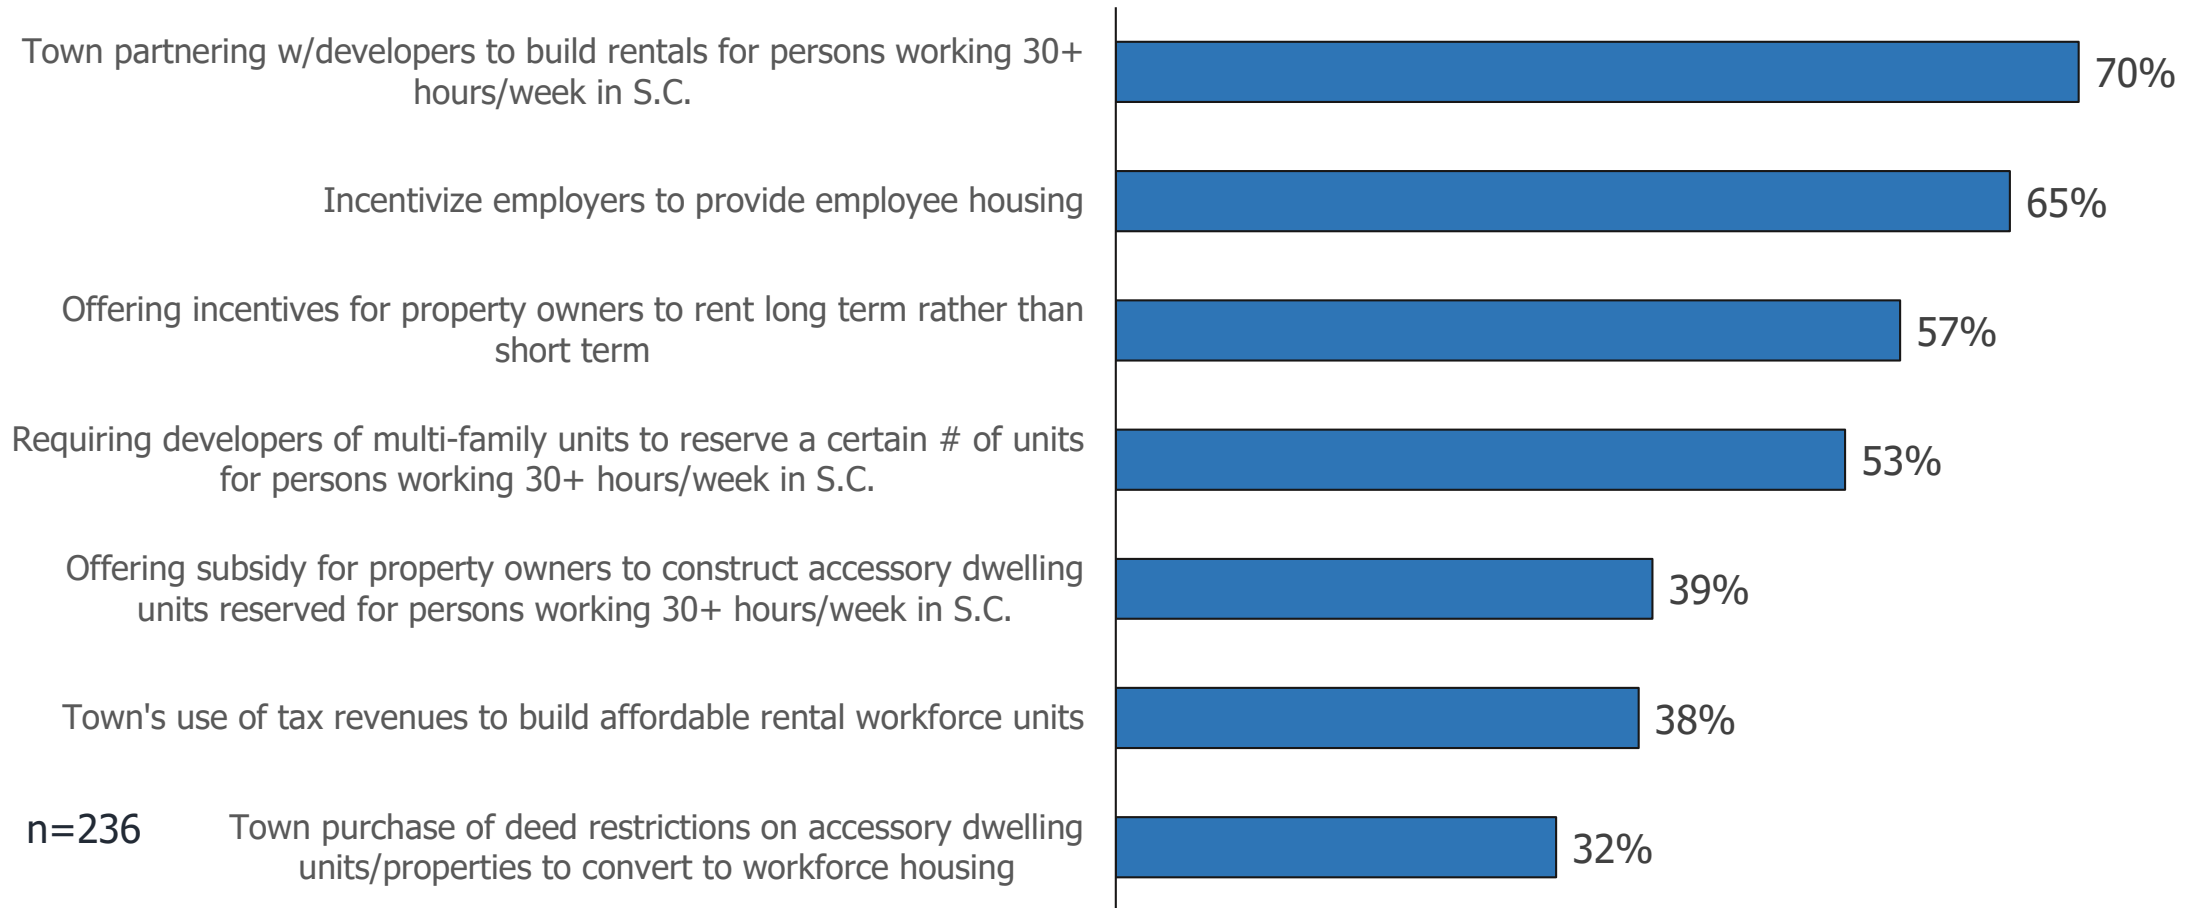 Town partnering w/developers to build rentals for persons working 30+
hours/week in S.C.
70%
Incentivize employers to provide employee housing
65%
Offering incentives for property owners to rent long term rather than
short term
57%
Requiring developers of multi-family units to reserve a certain # of units
for persons working 30+ hours/week in S.C.
53%
Offering subsidy for property owners to construct accessory dwelling
units reserved for persons working 30+ hours/week in S.C.
39%
Town's use of tax revenues to build affordable rental workforce units
38%
n=236
Town purchase of deed restrictions on accessory dwelling
units/properties to convert to workforce housing
32%